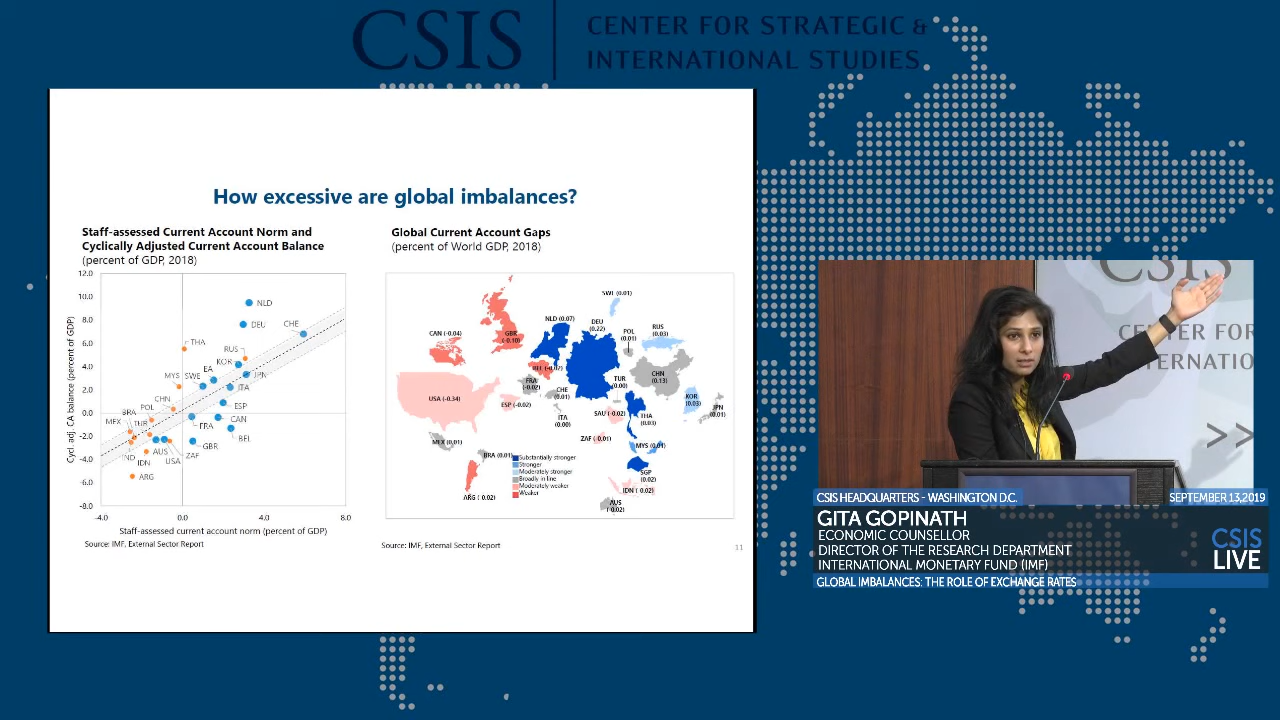 CSIS
CENTER FOR STRATEGIC &
INTERNATIONAL STUDIES
How excessive are global imbalances?
Staff-assessed Current Account Norm and
Cyclically Adjusted Current Account Balance
(percent of GDP, 2018)
12.0
10.0
8.0
6.0
4.0
2.0
0.0
-2.0
-4.0
-6.0
-8.0
-4.0
0.0
4.0
8.0
Cycl. adj. CA balance (percent of GDP)
NLD
DEU
CHE
THA
RUS
KOR
EA
MYS
SWE
JPN
ITA
CHN
POL
BRA
ESP
MEX
TUR
FRA
CAN
BEL
GBR
IND
IDN
AUS
USA
ZAF
ARG
Staff-assessed current account norm (percent of GDP)
Source: IMF, External Sector Report
Global Current Account Gaps
(percent of World GDP, 2018)
SWE (0.01)
CAN (-0.04)
GBR
(-0.10)
NLD (0.07)
DEU
(0.22)
POL
(0.01)
RUS
(0.03)
BEL (-0.02)
USA (-0.34)
FRA
(-0.02)
CHE
(0.01)
TUR
(0.00)
CHN
(0.13)
ESP (-0.02)
ITA
(0.00)
SAU (-0.02)
THA
(0.03)
KOR
(0.03)
JPN
(0.01)
MEX (0.01)
ZAF (-0.01)
MYS (0.01)
BRA (0.01)
SGP
(0.02)
ARG (-0.02)
IDN (-0.02)
AUS
(-0.02)
Substantially stronger
Stronger
Moderately stronger
Broadly in line
Moderately weaker
Weaker
Source: IMF, External Sector Report
11
CSIS
CENTER FOR
>>
CSIS HEADQUARTERS - WASHINGTON D.C.
SEPTEMBER 13,2019
GITA GOPINATH
ECONOMIC COUNSELLOR
DIRECTOR OF THE RESEARCH DEPARTMENT
INTERNATIONAL MONETARY FUND (IMF)
CSIS
LIVE
GLOBAL IMBALANCES: THE ROLE OF EXCHANGE RATES